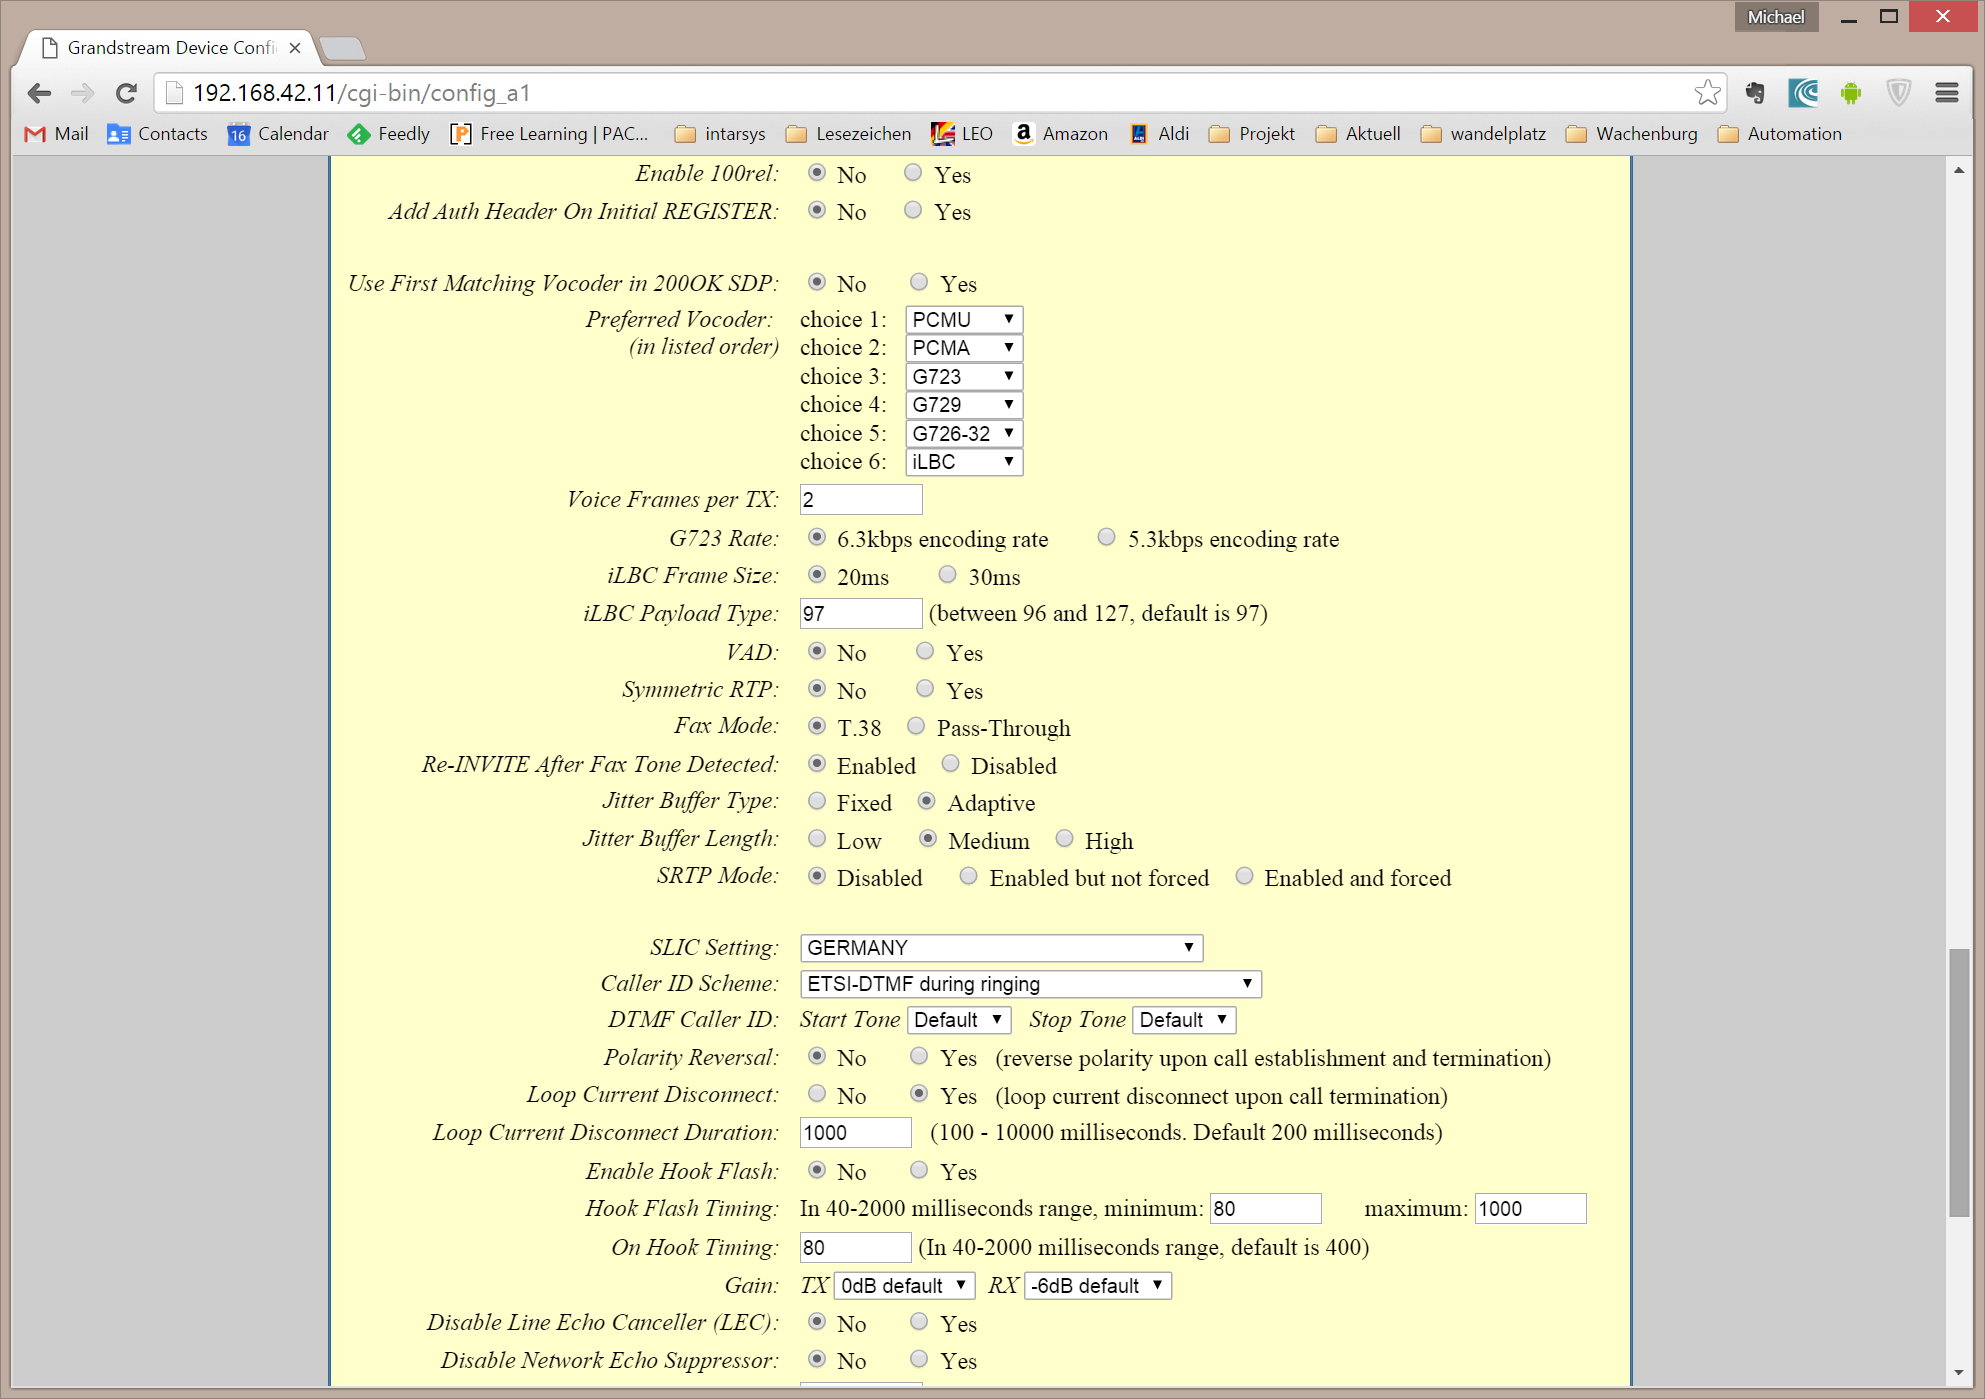 Michael
Grandstream Device Confi
192.168.42.11/cgi-bin/config_a1
Mail Contacts 16 Calendar Feedly Free Learning | PAC... intarsys Lesezeichen LEO a Amazon ALDI Aldi Projekt Aktuell wandelplatz Wachenburg Automation
Enable 100rel: No Yes
Add Auth Header On Initial REGISTER: No Yes
Use First Matching Vocoder in 200OK SDP: No Yes
Preferred Vocoder: choice 1: PCMU
(in listed order) choice 2: PCMA
choice 3: G723
choice 4: G729
choice 5: G726-32
choice 6: iLBC
Voice Frames per TX: 2
G723 Rate: 6.3kbps encoding rate 5.3kbps encoding rate
iLBC Frame Size: 20ms 30ms
iLBC Payload Type: 97 (between 96 and 127, default is 97)
VAD: No Yes
Symmetric RTP: No Yes
Fax Mode: T.38 Pass-Through
Re-INVITE After Fax Tone Detected: Enabled Disabled
Jitter Buffer Type: Fixed Adaptive
Jitter Buffer Length: Low Medium High
SRTP Mode: Disabled Enabled but not forced Enabled and forced
SLIC Setting: GERMANY
Caller ID Scheme: ETSI-DTMF during ringing
DTMF Caller ID: Start Tone Default Stop Tone Default
Polarity Reversal: No Yes (reverse polarity upon call establishment and termination)
Loop Current Disconnect: No Yes (loop current disconnect upon call termination)
Loop Current Disconnect Duration: 1000 (100 - 10000 milliseconds. Default 200 milliseconds)
Enable Hook Flash: No Yes
Hook Flash Timing: In 40-2000 milliseconds range, minimum: 80 maximum: 1000
On Hook Timing: 80 (In 40-2000 milliseconds range, default is 400)
Gain: TX 0dB default RX -6dB default
Disable Line Echo Canceller (LEC): No Yes
Disable Network Echo Suppressor: No Yes